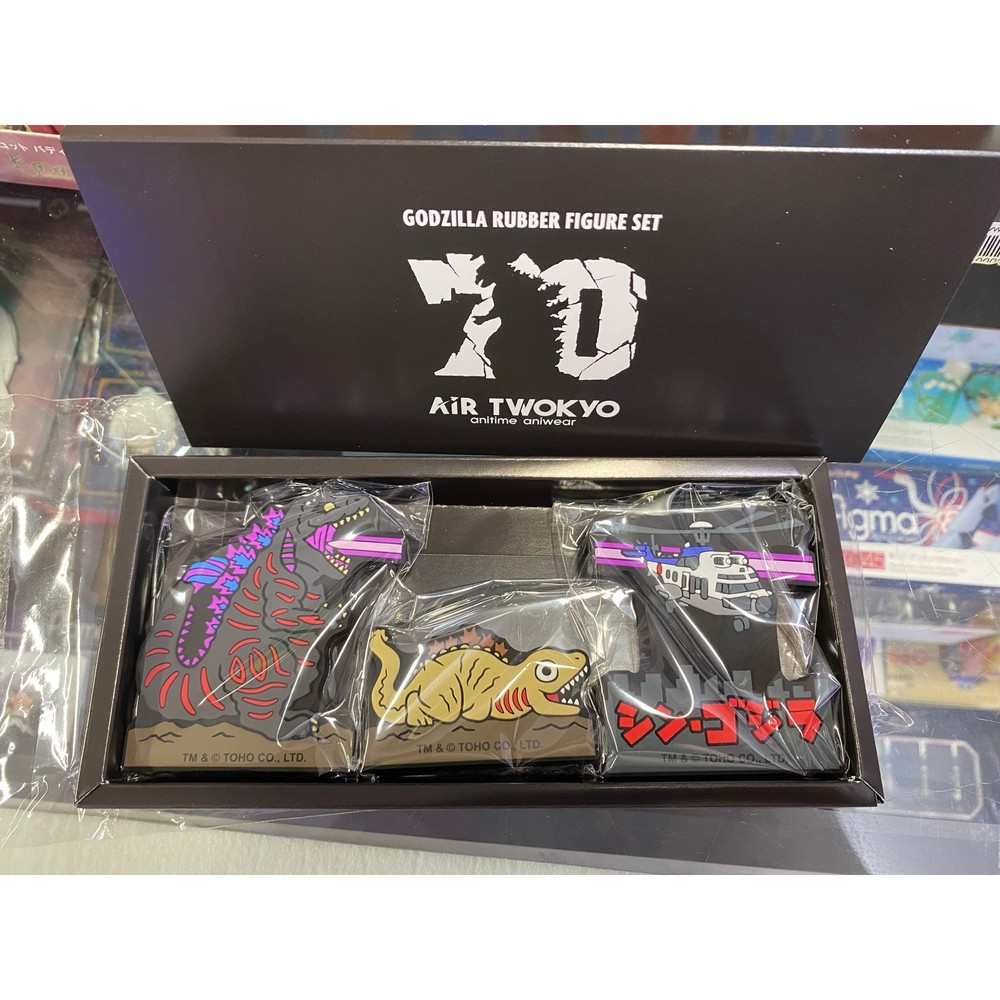 GODZILLA RUBBER FIGURE SET
70
AiR TWOKYO
anitime aniwear
TM & © TOHO CO., LTD.
TM & © TOHO CO., LTD.
シン・ゴジラ
TM & © TOHO CO., LTD.
figma